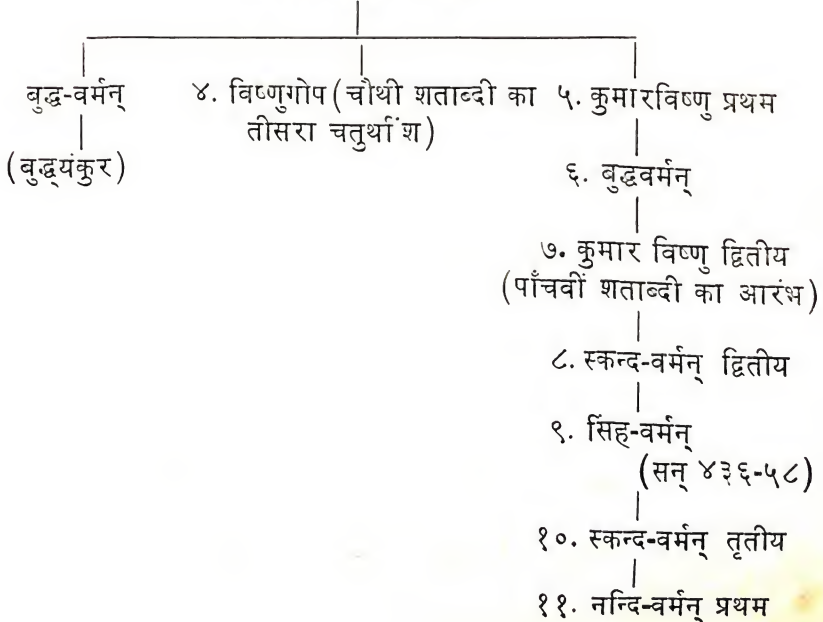 बुद्ध-वर्मन् ४. विष्णुगोप (चौथी शताब्दी का ५. कुमारविष्णु प्रथम
तीसरा चतुर्थांश)
(बुद्ध्यंकुर)
६. बुद्धवर्मन्
७. कुमार विष्णु द्वितीय
(पाँचवीं शताब्दी का आरंभ)
८. स्कन्द-वर्मन् द्वितीय
९. सिंह-वर्मन्
(सन् ४३६-५८)
१०. स्कन्द-वर्मन् तृतीय
११. नन्दि-वर्मन् प्रथम